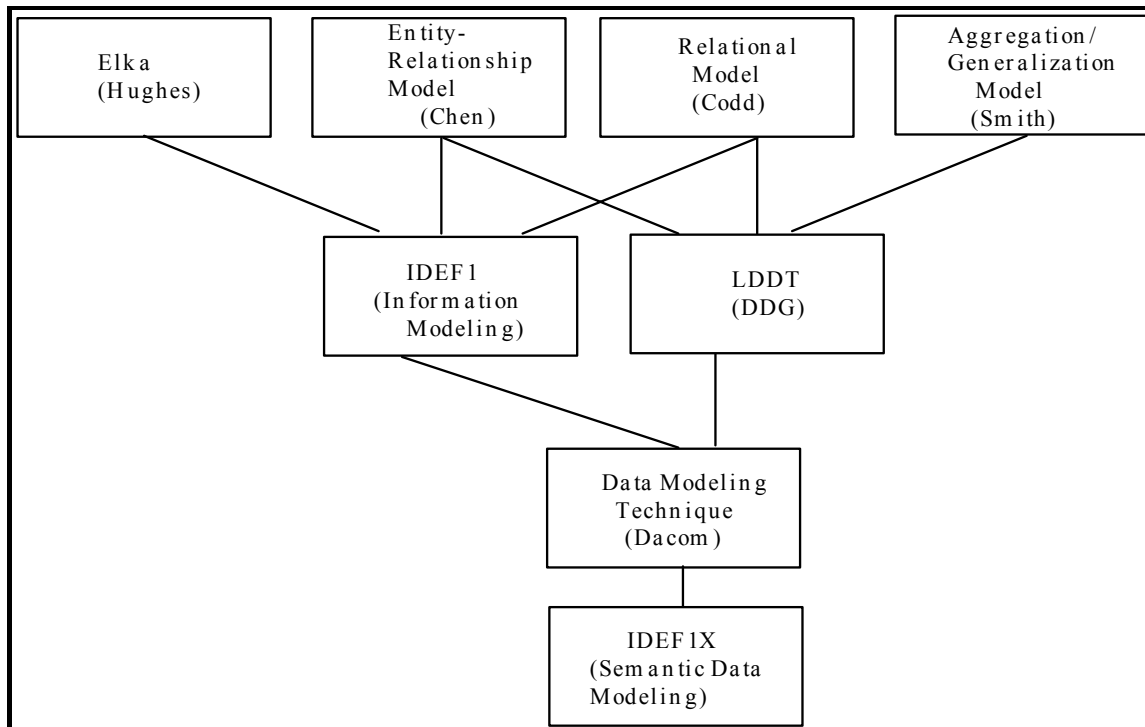 Elka
(Hughes)
Entity-
Relationship
Model
(Chen)
Relational
Model
(Codd)
Aggregation/
Generalization
Model
(Smith)
IDEF1
(Information
Modeling)
LDDT
(DDG)
Data Modeling
Technique
(Dacom)
IDEF1X
(Semantic Data
Modeling)